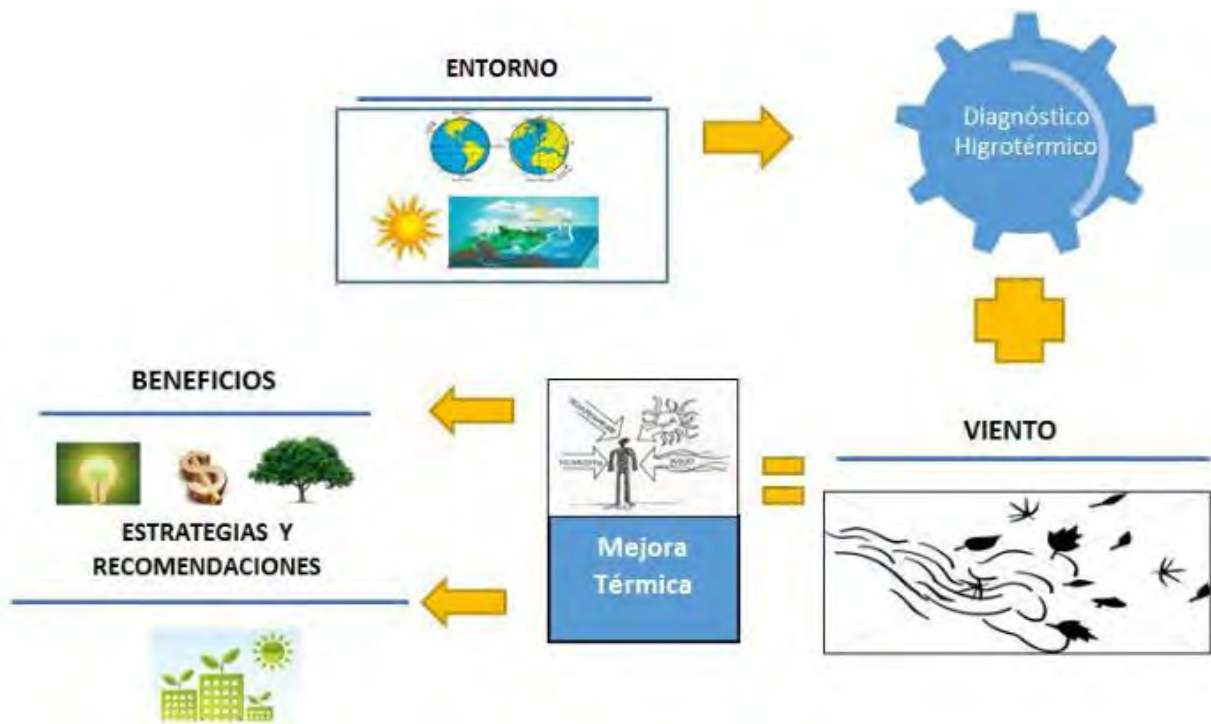 ENTORNO
Diagnóstico
Higrotérmico
BENEFICIOS
VIENTO
ESTRATEGIAS Y
RECOMENDACIONES
Mejora
Térmica